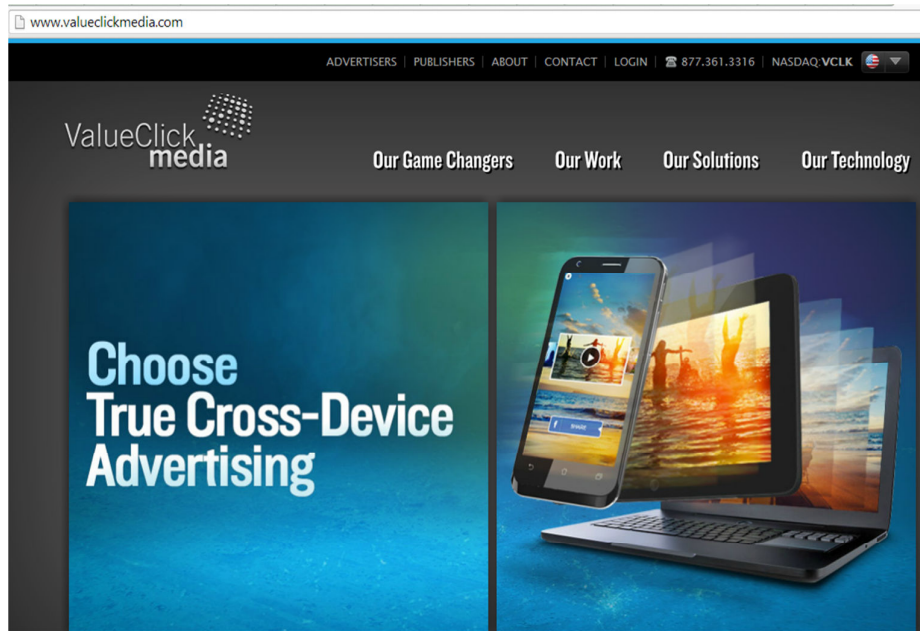 www.valueclickmedia.com
ADVERTISERS | PUBLISHERS | ABOUT | CONTACT | LOGIN | ☎ 877.361.3316 | NASDAQ:VCLK
ValueClick
media
Our Game Changers Our Work Our Solutions Our Technology
Choose
True Cross-Device
Advertising